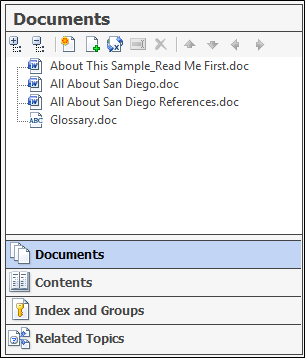 Documents
About This Sample_Read Me First.doc
All About San Diego.doc
All About San Diego References.doc
ABC Glossary.doc
Documents
Contents
Index and Groups
Related Topics